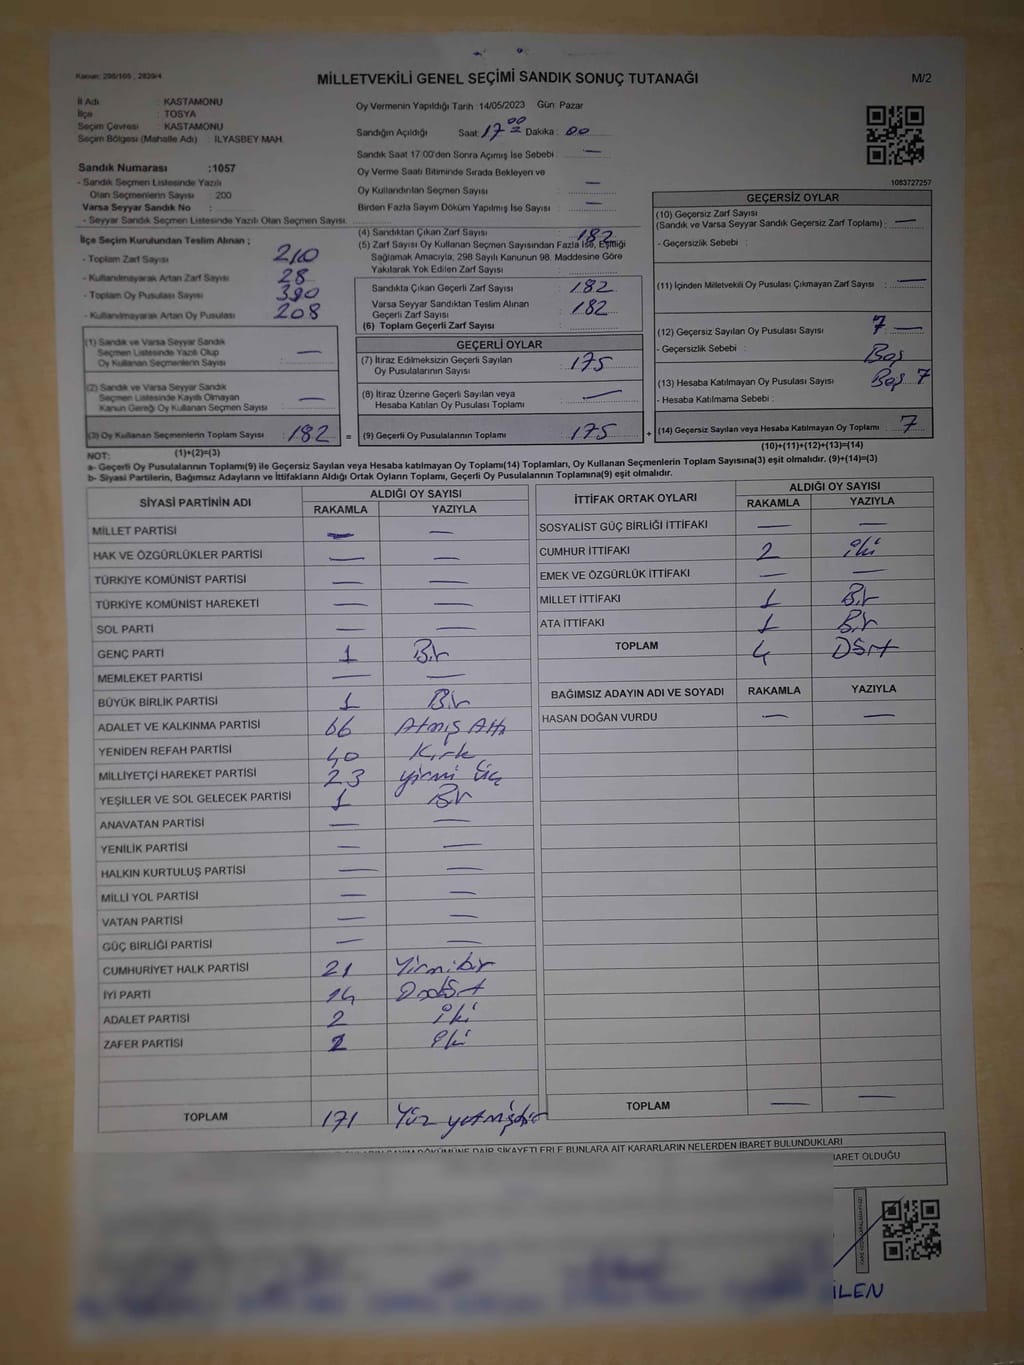 Kanun: 298/105 , 2839/4
MİLLETVEKİLİ GENEL SEÇİMİ SANDIK SONUÇ TUTANAĞI
M/2
İl Adı : KASTAMONU
İlçe : TOSYA
Seçim Çevresi : KASTAMONU
Seçim Bölgesi (Mahalle Adı) : İLYASBEY MAH.
Sandık Numarası :1057
- Sandık Seçmen Listesinde Yazılı
Olan Seçmenlerin Sayısı : 200
Varsa Seyyar Sandık No :
- Seyyar Sandık Seçmen Listesinde Yazılı Olan Seçmen Sayısı:
Oy Vermenin Yapıldığı Tarih :14/05/2023 Gün: Pazar
Sandığın Açıldığı Saat: 17 00 Dakika : 00
Sandık Saat 17.00'den Sonra Açılmış İse Sebebi : —
Oy Verme Saati Bitiminde Sırada Bekleyen ve
Oy Kullandırılan Seçmen Sayısı : —
Birden Fazla Sayım Döküm Yapılmış İse Sayısı : —
1083727257
İlçe Seçim Kurulundan Teslim Alınan ;
- Toplam Zarf Sayısı 210
- Kullanılmayarak Artan Zarf Sayısı 28
- Toplam Oy Pusulası Sayısı 390
- Kullanılmayarak Artan Oy Pusulası 208
(1) Sandık ve Varsa Seyyar Sandık
Seçmen Listesinde Yazılı Olup
Oy Kullanan Seçmenlerin Sayısı : —
(2) Sandık ve Varsa Seyyar Sandık
Seçmen Listesinde Kayıtlı Olmayan
Kanun Gereği Oy Kullanan Seçmen Sayısı : —
(3) Oy Kullanan Seçmenlerin Toplam Sayısı : 182 =
(1)+(2)=(3)
(4) Sandıktan Çıkan Zarf Sayısı : 182
(5) Zarf Sayısı Oy Kullanan Seçmen Sayısından Fazla İse, Eşitliği
Sağlamak Amacıyla, 298 Sayılı Kanunun 98. Maddesine Göre
Yakılarak Yok Edilen Zarf Sayısı :
Sandıkta Çıkan Geçerli Zarf Sayısı : 182
Varsa Seyyar Sandıktan Teslim Alınan
Geçerli Zarf Sayısı : 182
(6) Toplam Geçerli Zarf Sayısı :
GEÇERLİ OYLAR
(7) İtiraz Edilmeksizin Geçerli Sayılan
Oy Pusulalarının Sayısı : 175
(8) İtiraz Üzerine Geçerli Sayılan veya
Hesaba Katılan Oy Pusulası Toplamı : —
(9) Geçerli Oy Pusulalarının Toplamı : 175 +
GEÇERSİZ OYLAR
(10) Geçersiz Zarf Sayısı
(Sandık ve Varsa Seyyar Sandık Geçersiz Zarf Toplamı) : —
- Geçersizlik Sebebi :
(11) İçinden Milletvekili Oy Pusulası Çıkmayan Zarf Sayısı : —
(12) Geçersiz Sayılan Oy Pusulası Sayısı : 7 —
- Geçersizlik Sebebi : Boş
(13) Hesaba Katılmayan Oy Pusulası Sayısı : Boş 7
- Hesaba Katılmama Sebebi :
(14) Geçersiz Sayılan veya Hesaba Katılmayan Oy Toplamı : 7
(10)+(11)+(12)+(13)=(14)
NOT:
a- Geçerli Oy Pusulalarının Toplamı(9) ile Geçersiz Sayılan veya Hesaba katılmayan Oy Toplamı(14) Toplamları, Oy Kullanan Seçmenlerin Toplam Sayısına(3) eşit olmalıdır. (9)+(14)=(3)
b- Siyasi Partilerin, Bağımsız Adayların ve İttifakların Aldığı Ortak Oyların Toplamı, Geçerli Oy Pusulalarının Toplamına(9) eşit olmalıdır.
SİYASİ PARTİNİN ADI ALDIĞI OY SAYISI
RAKAMLA YAZIYLA
MİLLET PARTİSİ — —
HAK VE ÖZGÜRLÜKLER PARTİSİ — —
TÜRKİYE KOMÜNİST PARTİSİ — —
TÜRKİYE KOMÜNİST HAREKETİ — —
SOL PARTİ — —
GENÇ PARTİ 1 Bir
MEMLEKET PARTİSİ — —
BÜYÜK BİRLİK PARTİSİ 1 Bir
ADALET VE KALKINMA PARTİSİ 66 Atmış Altı
YENİDEN REFAH PARTİSİ 40 Kırk
MİLLİYETÇİ HAREKET PARTİSİ 23 yirmi üç
YEŞİLLER VE SOL GELECEK PARTİSİ 1 Bir
ANAVATAN PARTİSİ — —
YENİLİK PARTİSİ — —
HALKIN KURTULUŞ PARTİSİ — —
MİLLİ YOL PARTİSİ — —
VATAN PARTİSİ — —
GÜÇ BİRLİĞİ PARTİSİ — —
CUMHURİYET HALK PARTİSİ 21 Yirmibir
İYİ PARTİ 14 Ondört
ADALET PARTİSİ 2 iki
ZAFER PARTİSİ 2 iki
TOPLAM 171 Yüz yetmişbir
İTTİFAK ORTAK OYLARI ALDIĞI OY SAYISI
RAKAMLA YAZIYLA
SOSYALİST GÜÇ BİRLİĞİ İTTİFAKI — —
CUMHUR İTTİFAKI 2 iki
EMEK VE ÖZGÜRLÜK İTTİFAKI — —
MİLLET İTTİFAKI 1 Bir
ATA İTTİFAKI 1 Bir
TOPLAM 4 Dört
BAĞIMSIZ ADAYIN ADI VE SOYADI RAKAMLA YAZIYLA
HASAN DOĞAN VURDU — —
TOPLAM — —
DÖKÜMÜNE DAİR ŞİKAYETLERLE BUNLARA AİT KARARLARIN NELERDEN İBARET BULUNDUKLARI
İBARET OLDUĞU
İLEN